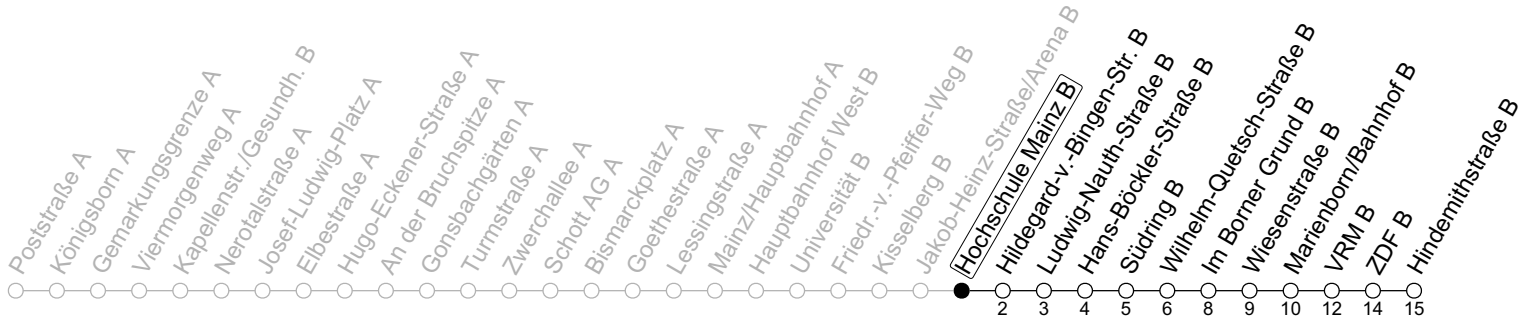 Poststraße A
Königsborn A
Gemarkungsgrenze A
Viermorgenweg A
Kapellenstr./Gesundh. B
Nerotalstraße A
Josef-Ludwig-Platz A
Elbestraße A
Hugo-Eckener-Straße A
An der Bruchspitze A
Gonsbachgärten A
Turmstraße A
Zwerchallee A
Schott AG A
Bismarckplatz A
Goethestraße A
Lessingstraße A
Mainz/Hauptbahnhof A
Hauptbahnhof West B
Universität B
Friedr.-v.-Pfeiffer-Weg B
Kisselberg B
Jakob-Heinz-Straße/Arena B
Hochschule Mainz B
Hildegard-v.-Bingen-Str. B
Ludwig-Nauth-Straße B
Hans-Böckler-Straße B
Südring B
Wilhelm-Quetsch-Straße B
Im Borner Grund B
Wiesenstraße B
Marienborn/Bahnhof B
VRM B
ZDF B
Hindemithstraße B
2 3 4 5 6 8 9 10 12 14 15